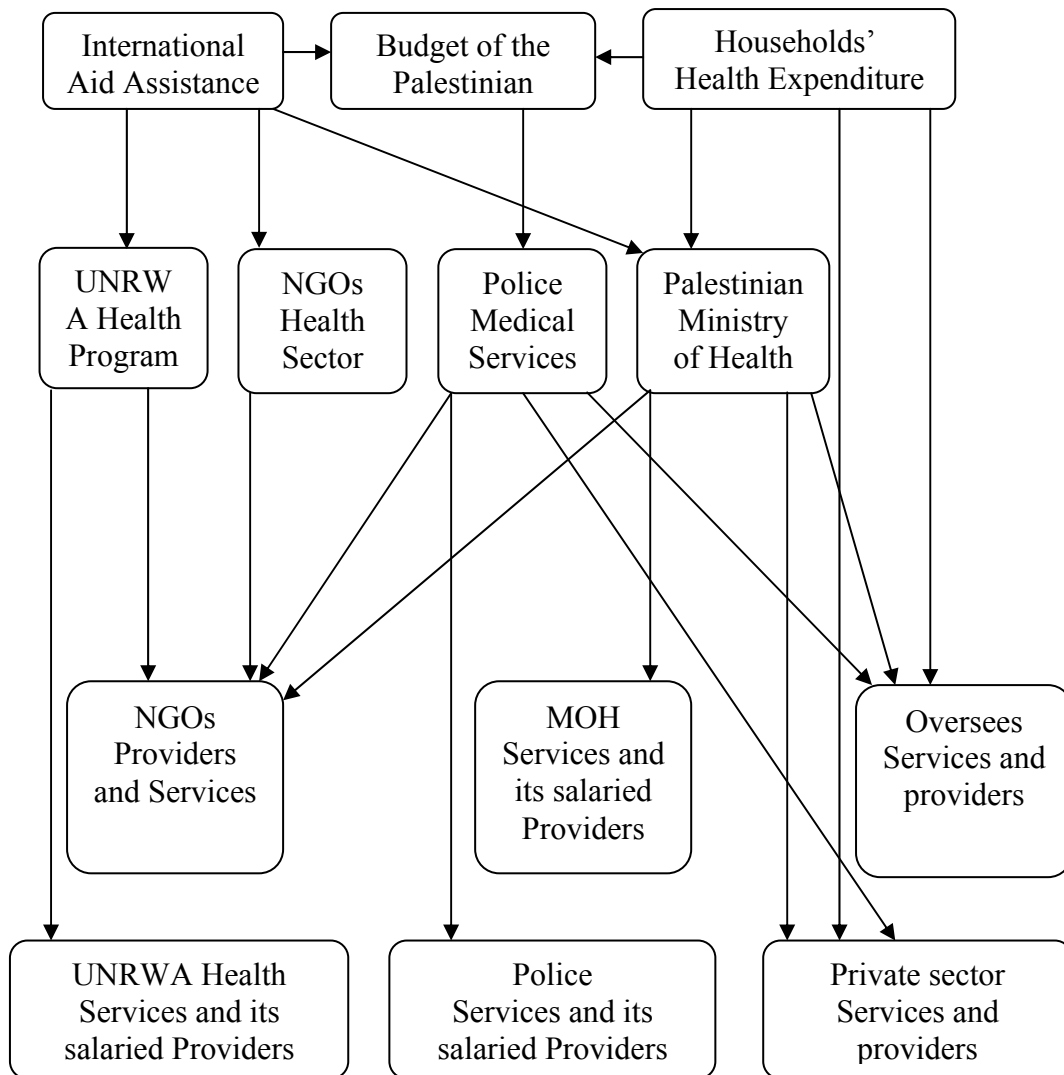 International
Aid Assistance
Budget of the
Palestinian
Households’
Health Expenditure
UNRW
A Health
Program
NGOs
Health
Sector
Police
Medical
Services
Palestinian
Ministry
of Health
NGOs
Providers
and Services
MOH
Services and
its salaried
Providers
Oversees
Services and
providers
UNRWA Health
Services and its
salaried Providers
Police
Services and its
salaried Providers
Private sector
Services and
providers